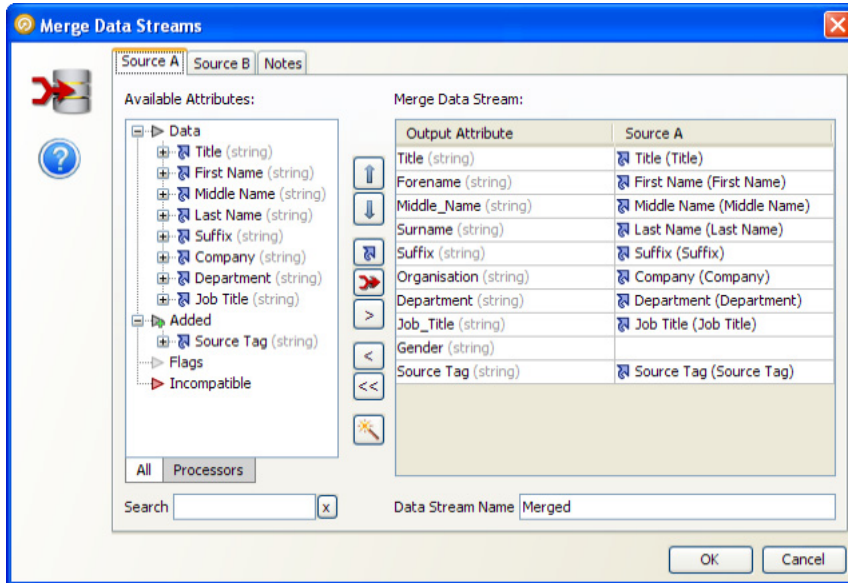 Merge Data Streams
Source A Source B Notes
Available Attributes:
Data
Title (string)
First Name (string)
Middle Name (string)
Last Name (string)
Suffix (string)
Company (string)
Department (string)
Job Title (string)
Added
Source Tag (string)
Flags
Incompatible
All Processors
Search x
>
<
<<
?
Merge Data Stream:
Output Attribute Source A
Title (string) Title (Title)
Forename (string) First Name (First Name)
Middle_Name (string) Middle Name (Middle Name)
Surname (string) Last Name (Last Name)
Suffix (string) Suffix (Suffix)
Organisation (string) Company (Company)
Department (string) Department (Department)
Job_Title (string) Job Title (Job Title)
Gender (string)
Source Tag (string) Source Tag (Source Tag)
Data Stream Name Merged
OK Cancel